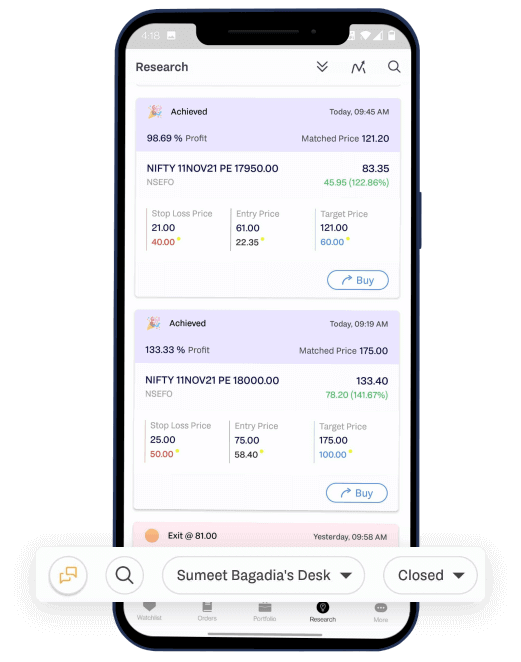 4:18
Research
Achieved Today, 09:45 AM
98.69 % Profit Matched Price 121.20
NIFTY 11NOV21 PE 17950.00 83.35
NSEFO 45.95 (122.86%)
Stop Loss Price Entry Price Target Price
21.00 61.00 121.00
40.00 22.35 60.00
Buy
Achieved Today, 09:19 AM
133.33 % Profit Matched Price 175.00
NIFTY 11NOV21 PE 18000.00 133.40
NSEFO 78.20 (141.67%)
Stop Loss Price Entry Price Target Price
25.00 75.00 175.00
50.00 58.40 100.00
Buy
Exit @ 81.00 Yesterday, 09:58 AM
Sumeet Bagadia's Desk Closed
Watchlist Orders Portfolio Research More